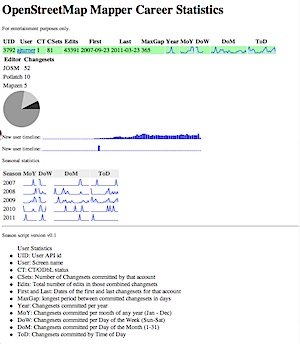 OpenStreetMap Mapper Career Statistics
For entertainment purposes only.
UID User CT CSets Edits First Last MaxGap Year MoY DoW DoM ToD
3792 1 81 43391 2007-09-23 2011-03-23 365
Editor Changesets
JOSM 52
Potlatch 10
Mapzen 5
New user timeline:
New user timeline:
Seasonal statistics
Season MoY DoW DoM ToD
2007
2008
2009
2010
2011
Season script version v0.1
User Statistics
UID: User API id
User: Screen name
CT: CT/ODbL status
CSets: Number of Changesets committed by that account
Edits: Total number of edits in those combined changesets
First and Last: Dates of the first and last changesets for that account
MaxGap: longest period between committed changesets in days
Year: Changesets committed per year
MoY: Changesets committed per month of any year (Jan - Dec)
DoW: Changesets committed per Day of the Week (Sun-Sat)
DoM: Changesets committed per Day of the Month (1-31)
ToD: Changesets committed by Time of Day